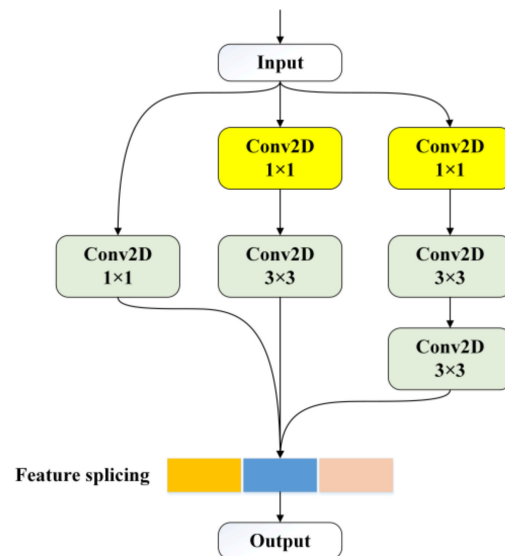 Input
Conv2D
1×1
Conv2D
1×1
Conv2D
1×1
Conv2D
3×3
Conv2D
3×3
Conv2D
3×3
Feature splicing
Output